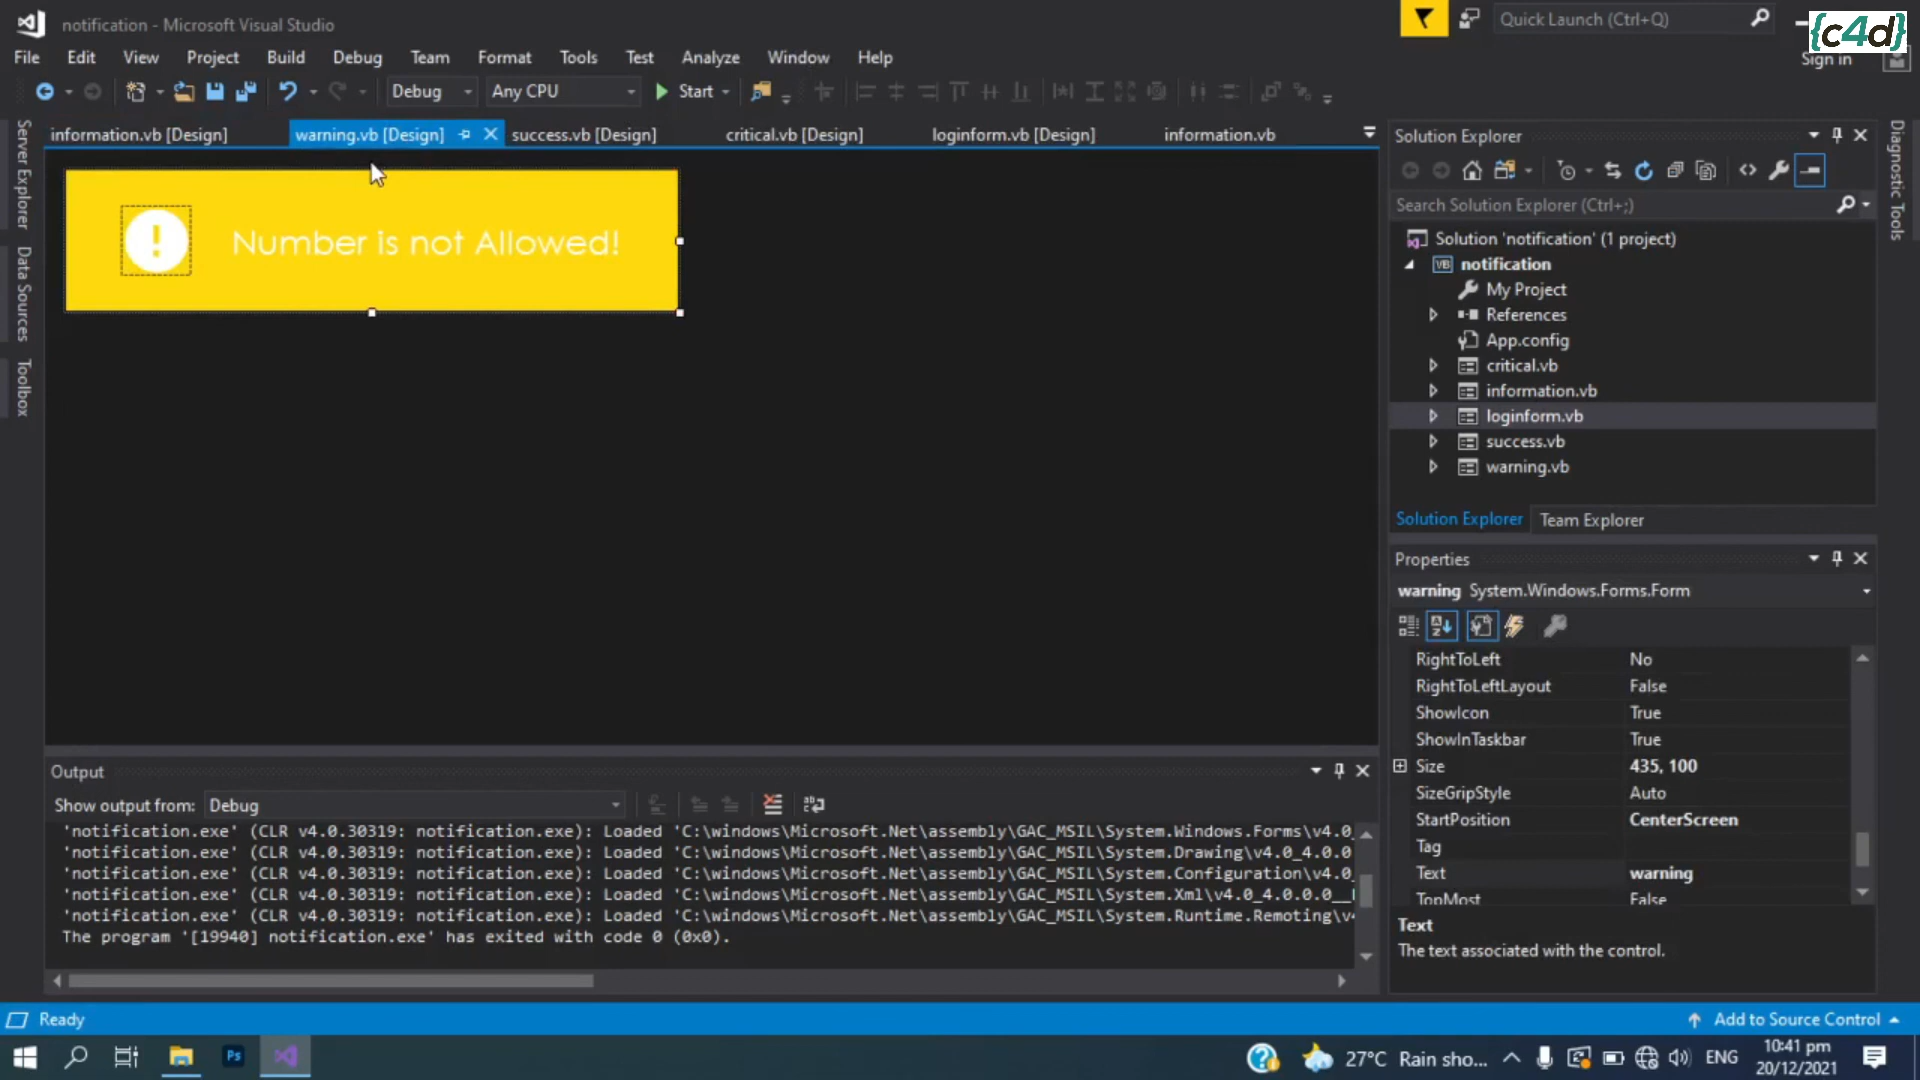 notification - Microsoft Visual Studio
Quick Launch (Ctrl+Q)
{c4d}
File Edit View Project Build Debug Team Format Tools Test Analyze Window Help
Sign in
Debug Any CPU Start
information.vb [Design] warning.vb [Design] success.vb [Design] critical.vb [Design] loginform.vb [Design] information.vb
Server Explorer
Data Sources
Toolbox
Number is not Allowed!
Solution Explorer
Diagnostic Tools
Search Solution Explorer (Ctrl+;)
Solution 'notification' (1 project)
VB notification
My Project
References
App.config
critical.vb
information.vb
loginform.vb
success.vb
warning.vb
Solution Explorer Team Explorer
Properties
warning System.Windows.Forms.Form
RightToLeft No
RightToLeftLayout False
ShowIcon True
ShowInTaskbar True
Size 435, 100
SizeGripStyle Auto
StartPosition CenterScreen
Tag
Text warning
TopMost False
Text
The text associated with the control.
Output
Show output from: Debug
'notification.exe' (CLR v4.0.30319: notification.exe): Loaded 'C:\windows\Microsoft.Net\assembly\GAC_MSIL\System.Windows.Forms\v4.0_
'notification.exe' (CLR v4.0.30319: notification.exe): Loaded 'C:\windows\Microsoft.Net\assembly\GAC_MSIL\System.Drawing\v4.0_4.0.0
'notification.exe' (CLR v4.0.30319: notification.exe): Loaded 'C:\windows\Microsoft.Net\assembly\GAC_MSIL\System.Configuration\v4.0_
'notification.exe' (CLR v4.0.30319: notification.exe): Loaded 'C:\windows\Microsoft.Net\assembly\GAC_MSIL\System.Xml\v4.0_4.0.0.0__
'notification.exe' (CLR v4.0.30319: notification.exe): Loaded 'C:\windows\Microsoft.Net\assembly\GAC_MSIL\System.Runtime.Remoting\v4
The program '[19940] notification.exe' has exited with code 0 (0x0).
Ready
Add to Source Control
Ps
27°C Rain sho...
ENG
10:41 pm
20/12/2021